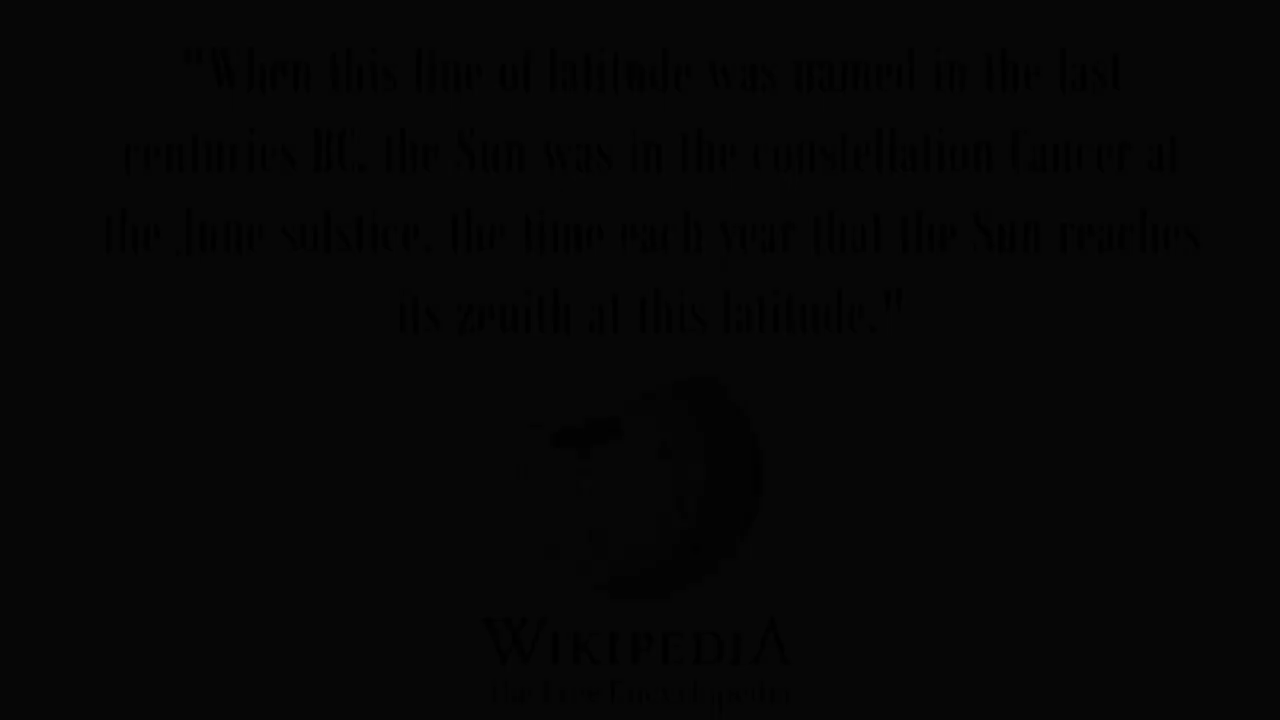 "When this line of latitude was named in the last
centuries BC, the Sun was in the constellation Cancer at
the June solstice, the time each year that the Sun reaches
its zenith at this latitude."
WIKIPEDIA
The Free Encyclopedia